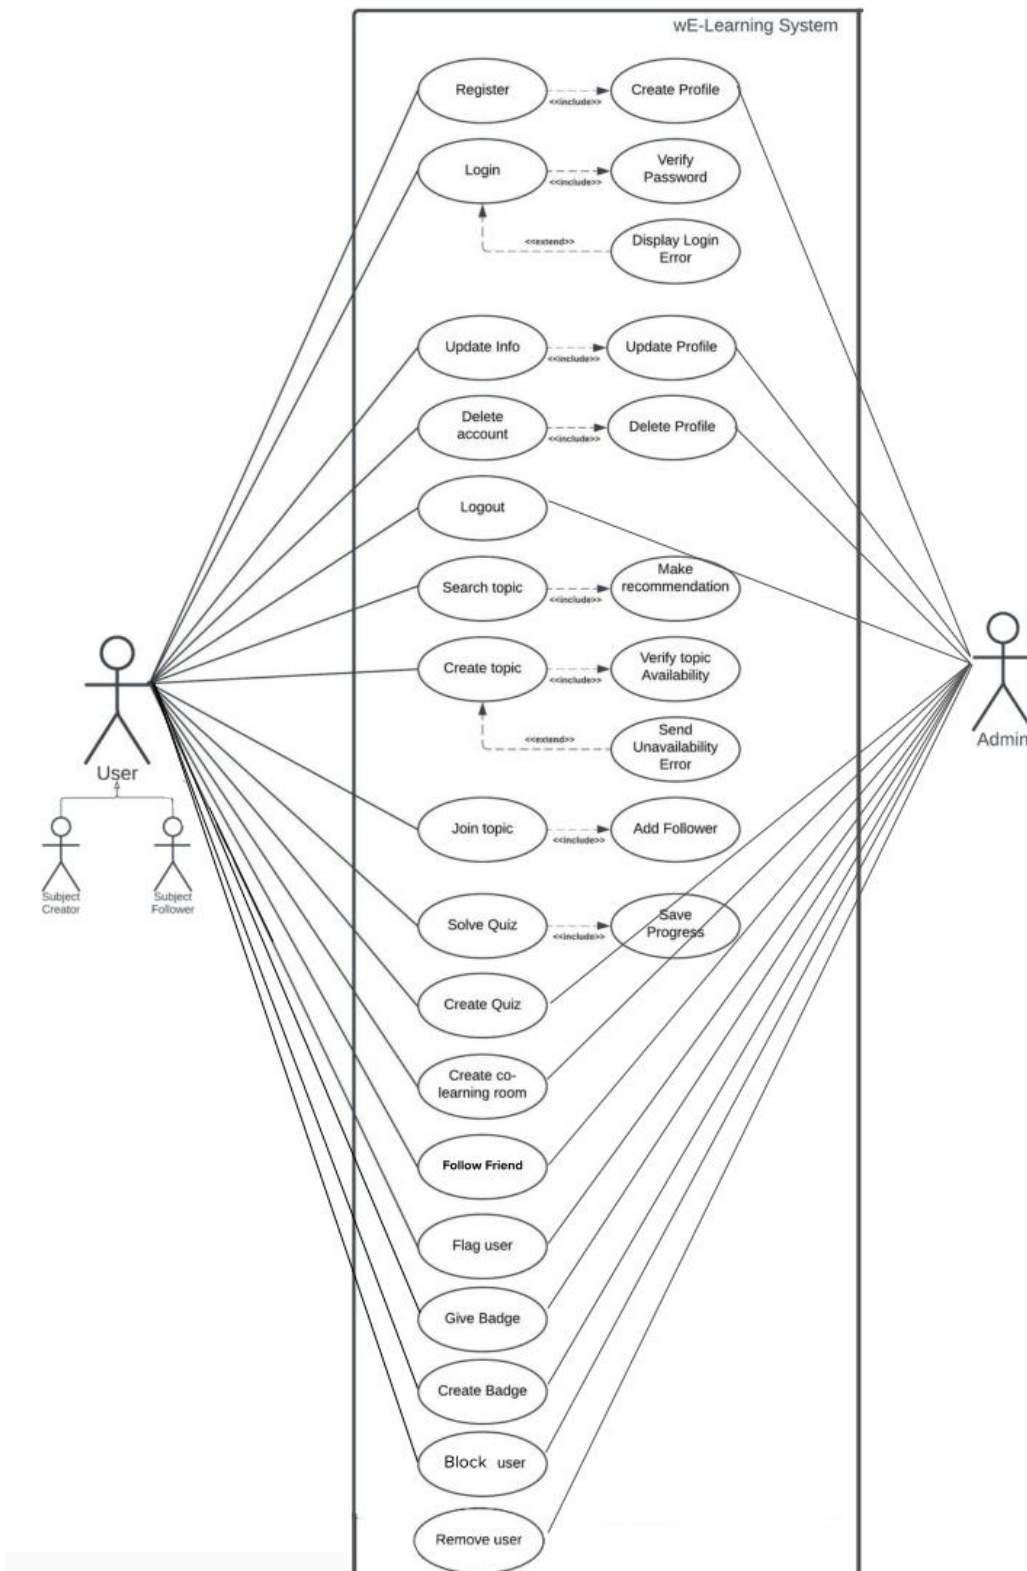 wE-Learning System
Register
<<include>>
Create Profile
Login
<<include>>
Verify
Password
<<extend>>
Display Login
Error
Update Info
<<include>>
Update Profile
Delete
account
<<include>>
Delete Profile
Logout
Search topic
<<include>>
Make
recommendation
Create topic
<<include>>
Verify topic
Availability
<<extend>>
Send
Unavailability
Error
User
Admin
Subject
Creator
Subject
Follower
Join topic
<<include>>
Add Follower
Solve Quiz
<<include>>
Save
Progress
Create Quiz
Create co-
learning room
Follow Friend
Flag user
Give Badge
Create Badge
Block user
Remove user